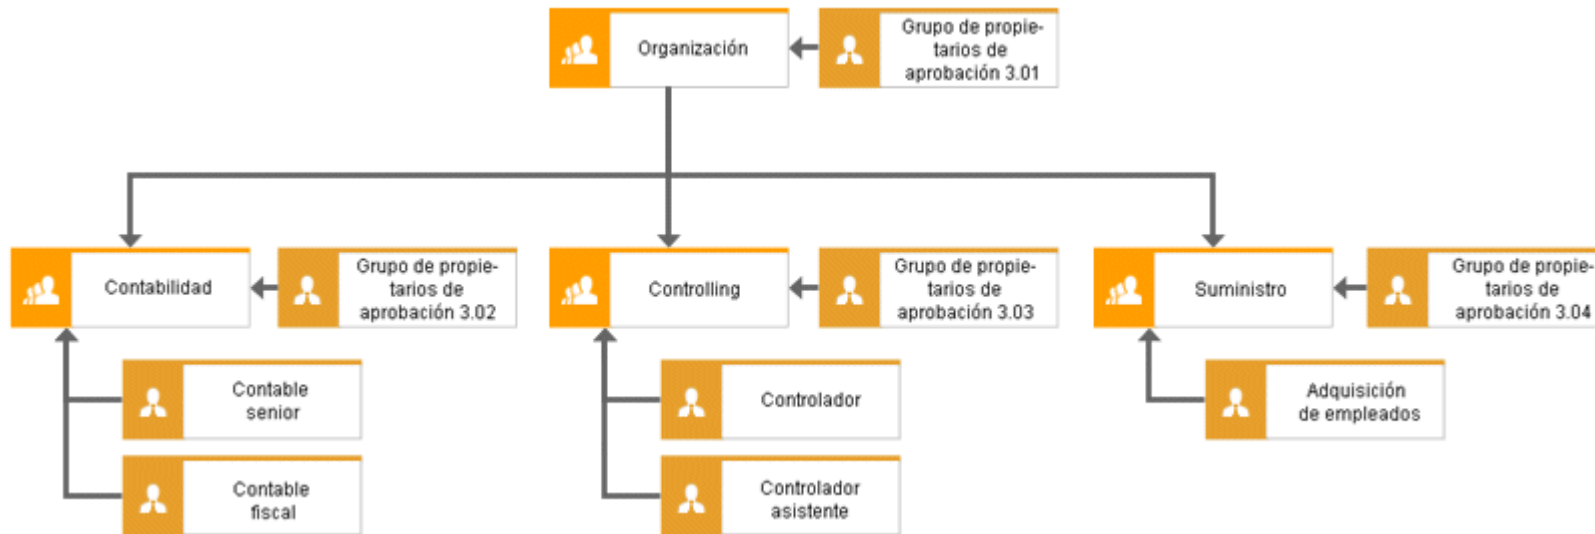 Organización
Grupo de propie-
tarios de
aprobación 3.01
Contabilidad
Grupo de propie-
tarios de
aprobación 3.02
Controlling
Grupo de propie-
tarios de
aprobación 3.03
Suministro
Grupo de propie-
tarios de
aprobación 3.04
Contable
senior
Controlador
Adquisición
de empleados
Contable
fiscal
Controlador
asistente